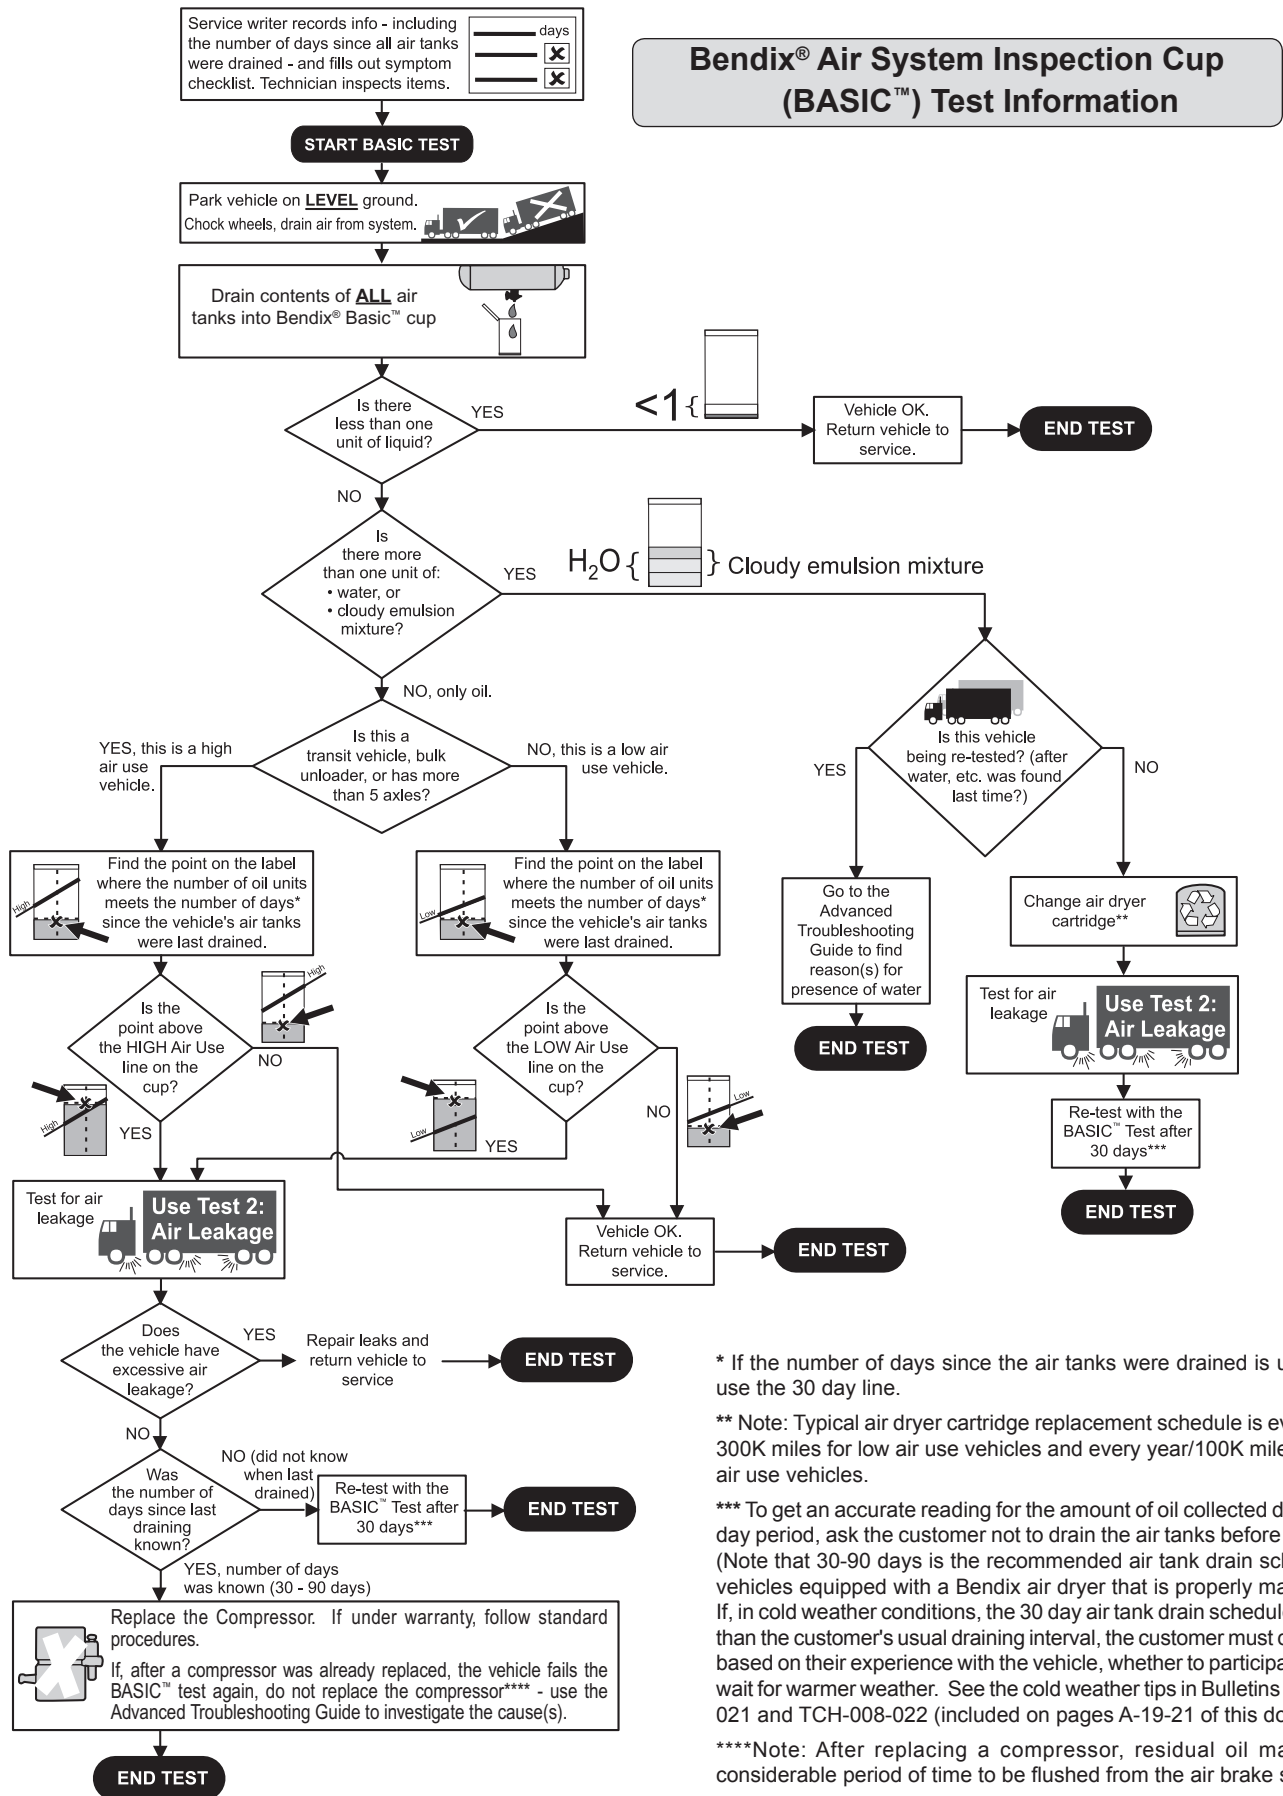 Service writer records info - including
the number of days since all air tanks
were drained - and fills out symptom
checklist. Technician inspects items.
days
Bendix® Air System Inspection Cup
(BASIC™) Test Information
START BASIC TEST
Park vehicle on LEVEL ground.
Chock wheels, drain air from system.
Drain contents of ALL air
tanks into Bendix® Basic™ cup
Is there
less than one
unit of liquid?
YES
<1{
Vehicle OK.
Return vehicle to
service.
END TEST
NO
Is
there more
than one unit of:
• water, or
• cloudy emulsion
mixture?
YES
H₂O { } Cloudy emulsion mixture
NO, only oil.
Is this a
transit vehicle, bulk
unloader, or has more
than 5 axles?
YES, this is a high
air use
vehicle.
NO, this is a low air
use vehicle.
Is this vehicle
being re-tested? (after
water, etc. was found
last time?)
YES
NO
High
Find the point on the label
where the number of oil units
meets the number of days*
since the vehicle's air tanks
were last drained.
Low
Find the point on the label
where the number of oil units
meets the number of days*
since the vehicle's air tanks
were last drained.
Go to the
Advanced
Troubleshooting
Guide to find
reason(s) for
presence of water
END TEST
Change air dryer
cartridge**
Test for air
leakage
Use Test 2:
Air Leakage
Re-test with the
BASIC™ Test after
30 days***
END TEST
Is the
point above
the HIGH Air Use
line on the
cup?
High
NO
High
YES
Is the
point above
the LOW Air Use
line on the
cup?
Low
NO
Low
YES
Test for air
leakage
Use Test 2:
Air Leakage
Vehicle OK.
Return vehicle to
service.
END TEST
Does
the vehicle have
excessive air
leakage?
YES
Repair leaks and
return vehicle to
service
END TEST
NO
Was
the number of
days since last
draining
known?
NO (did not know
when last
drained)
Re-test with the
BASIC™ Test after
30 days***
END TEST
YES, number of days
was known (30 - 90 days)
Replace the Compressor. If under warranty, follow standard
procedures.
If, after a compressor was already replaced, the vehicle fails the
BASIC™ test again, do not replace the compressor**** - use the
Advanced Troubleshooting Guide to investigate the cause(s).
END TEST
* If the number of days since the air tanks were drained is
use the 30 day line.
** Note: Typical air dryer cartridge replacement schedule is
300K miles for low air use vehicles and every year/100K
air use vehicles.
*** To get an accurate reading for the amount of oil collected
day period, ask the customer not to drain the air tanks before
(Note that 30-90 days is the recommended air tank drain
vehicles equipped with a Bendix air dryer that is properly
If, in cold weather conditions, the 30 day air tank drain
than the customer's usual draining interval, the customer must
based on their experience with the vehicle, whether to
wait for warmer weather. See the cold weather tips in Bulletins
021 and TCH-008-022 (included on pages A-19-21 of this
****Note: After replacing a compressor, residual oil
considerable period of time to be flushed from the air brake